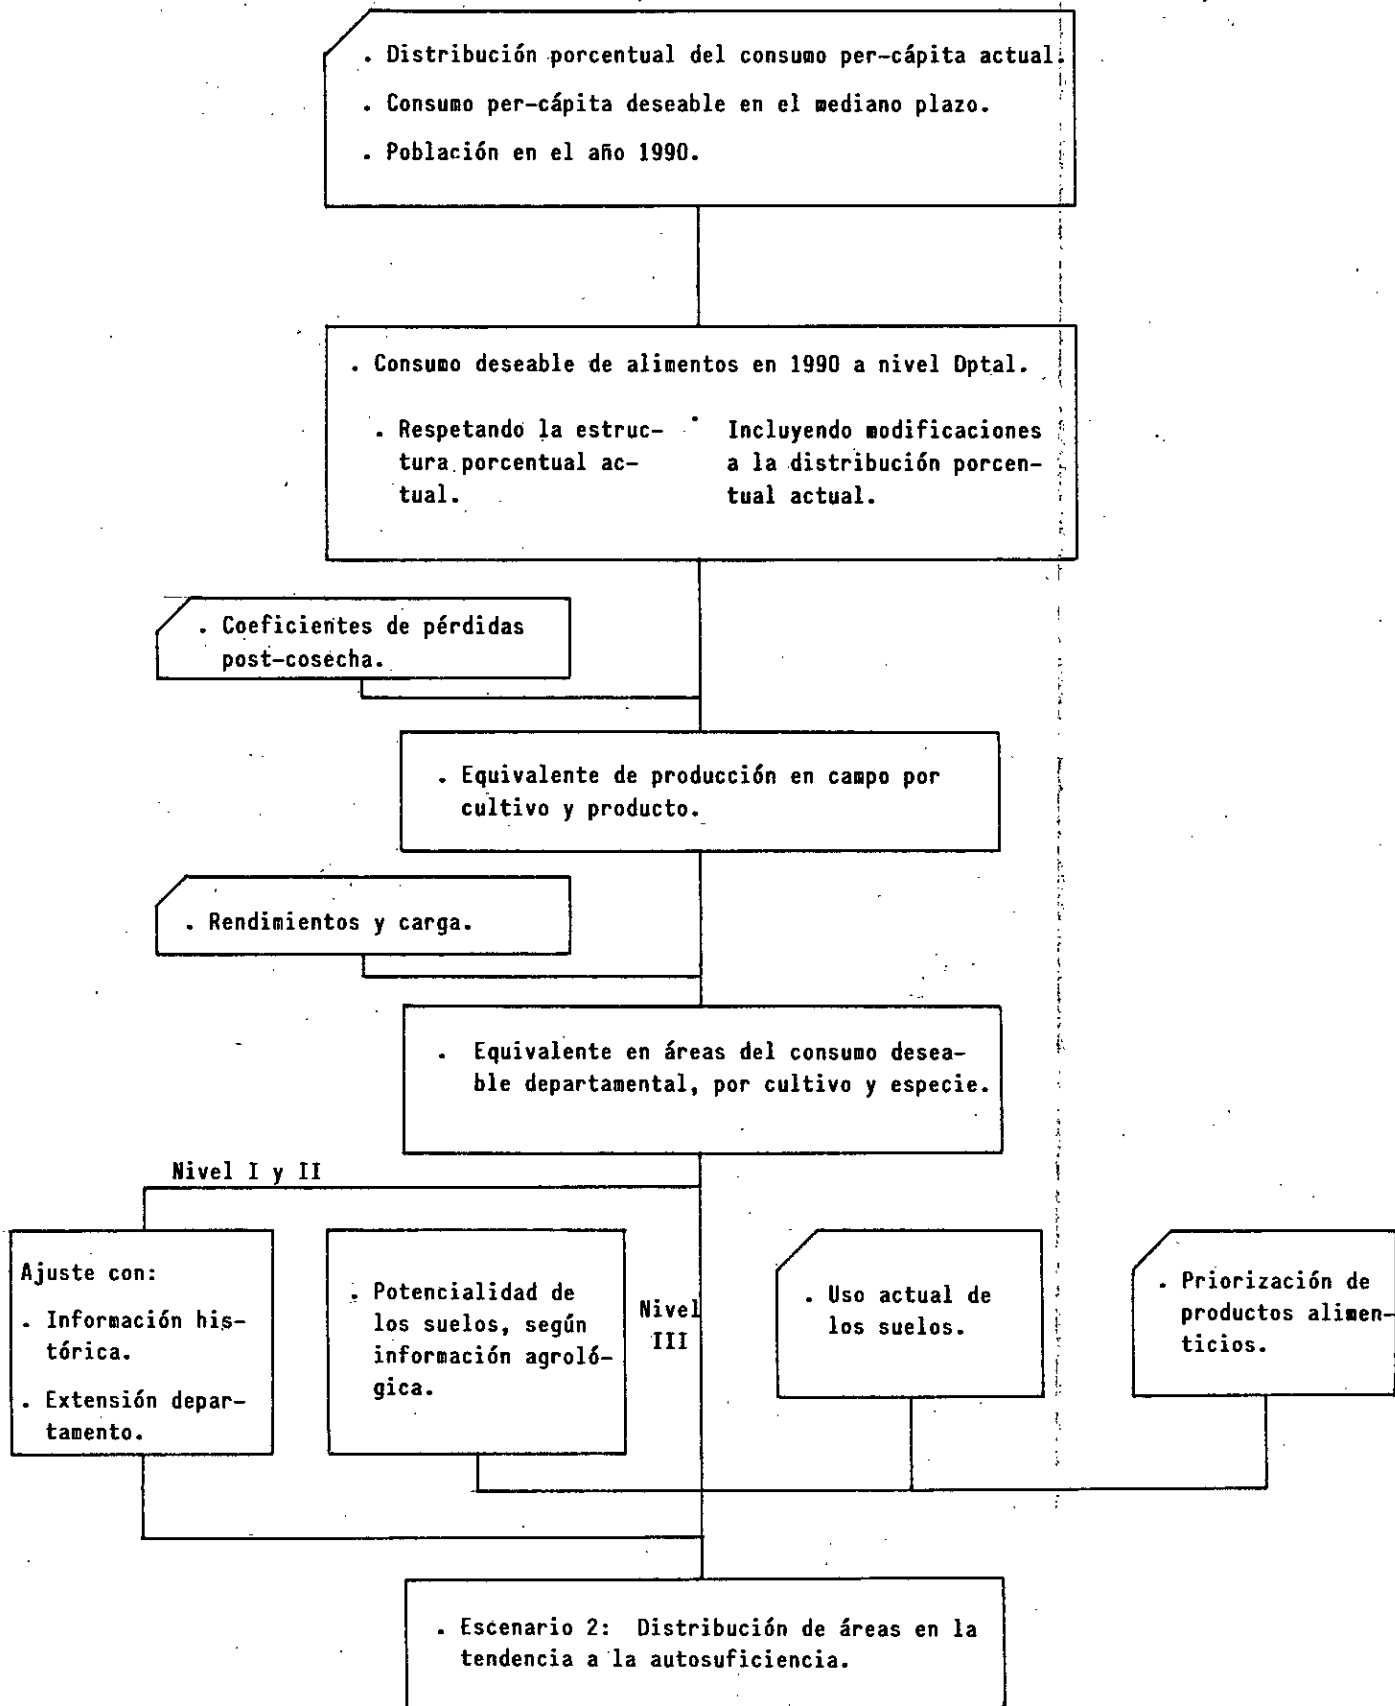 . Distribución porcentual del consumo per-cápita actual.
. Consumo per-cápita deseable en el mediano plazo.
. Población en el año 1990.
. Consumo deseable de alimentos en 1990 a nivel Dptal.
. Respetando la estruc-
tura porcentual ac-
tual.
. Incluyendo modificaciones
a la distribución porcen-
tual actual.
. Coeficientes de pérdidas
post-cosecha.
. Equivalente de producción en campo por
cultivo y producto.
. Rendimientos y carga.
. Equivalente en áreas del consumo desea-
ble departamental, por cultivo y especie.
Nivel I y II
Ajuste con:
. Información his-
tórica.
. Extensión depar-
tamento.
. Potencialidad de
los suelos, según
información agroló-
gica.
Nivel
III
. Uso actual de
los suelos.
. Priorización de
productos alimen-
ticios.
. Escenario 2: Distribución de áreas en la
tendencia a la autosuficiencia.